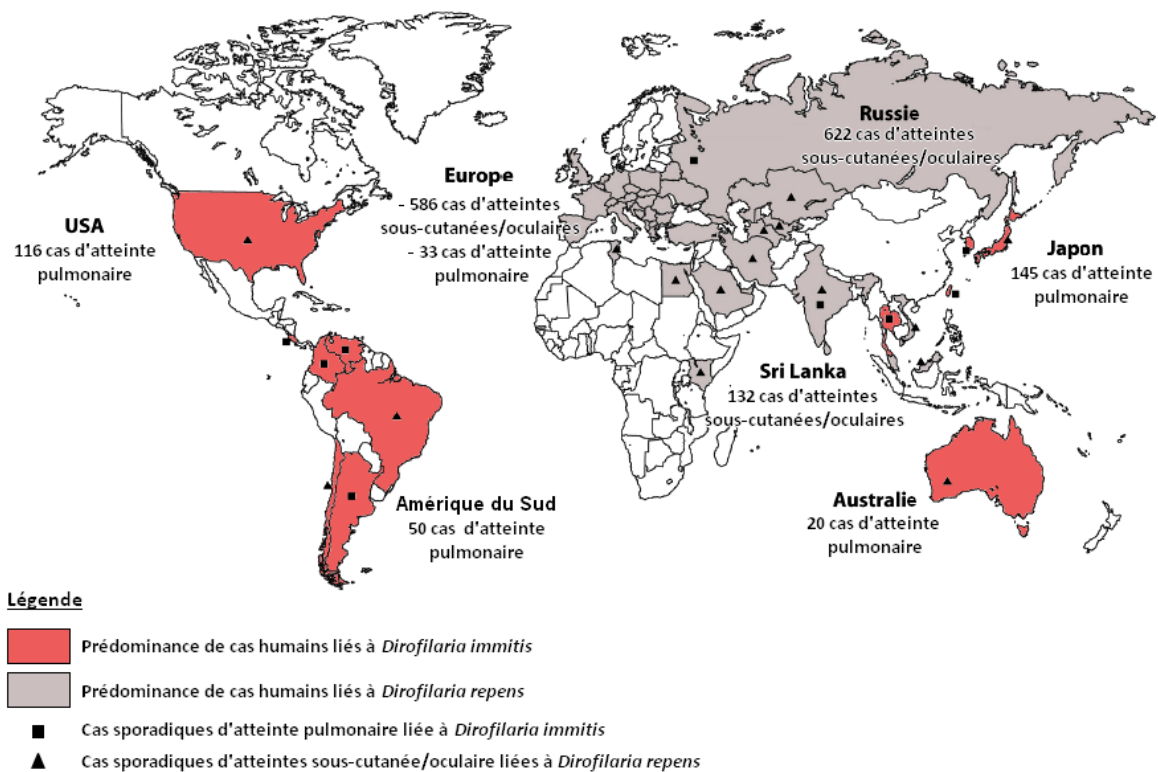 Russie
622 cas d'atteintes
sous-cutanées/oculaires
Europe
- 586 cas d'atteintes
sous-cutanées/oculaires
- 33 cas d'atteinte
pulmonaire
USA
116 cas d'atteinte
pulmonaire
Japon
145 cas d'atteinte
pulmonaire
Sri Lanka
132 cas d'atteintes
sous-cutanées/oculaires
Amérique du Sud
50 cas d'atteinte
pulmonaire
Australie
20 cas d'atteinte
pulmonaire
Légende
Prédominance de cas humains liés à Dirofilaria immitis
Prédominance de cas humains liés à Dirofilaria repens
Cas sporadiques d'atteinte pulmonaire liée à Dirofilaria immitis
Cas sporadiques d'atteintes sous-cutanée/oculaire liées à Dirofilaria repens